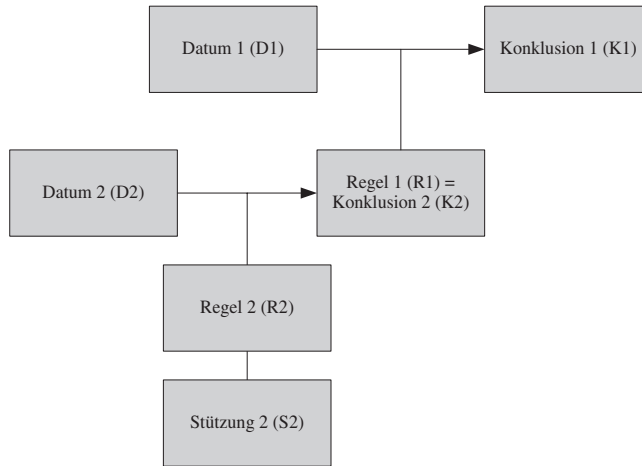 Datum 1 (D1)
Konklusion 1 (K1)
Datum 2 (D2)
Regel 1 (R1) =
Konklusion 2 (K2)
Regel 2 (R2)
Stützung 2 (S2)